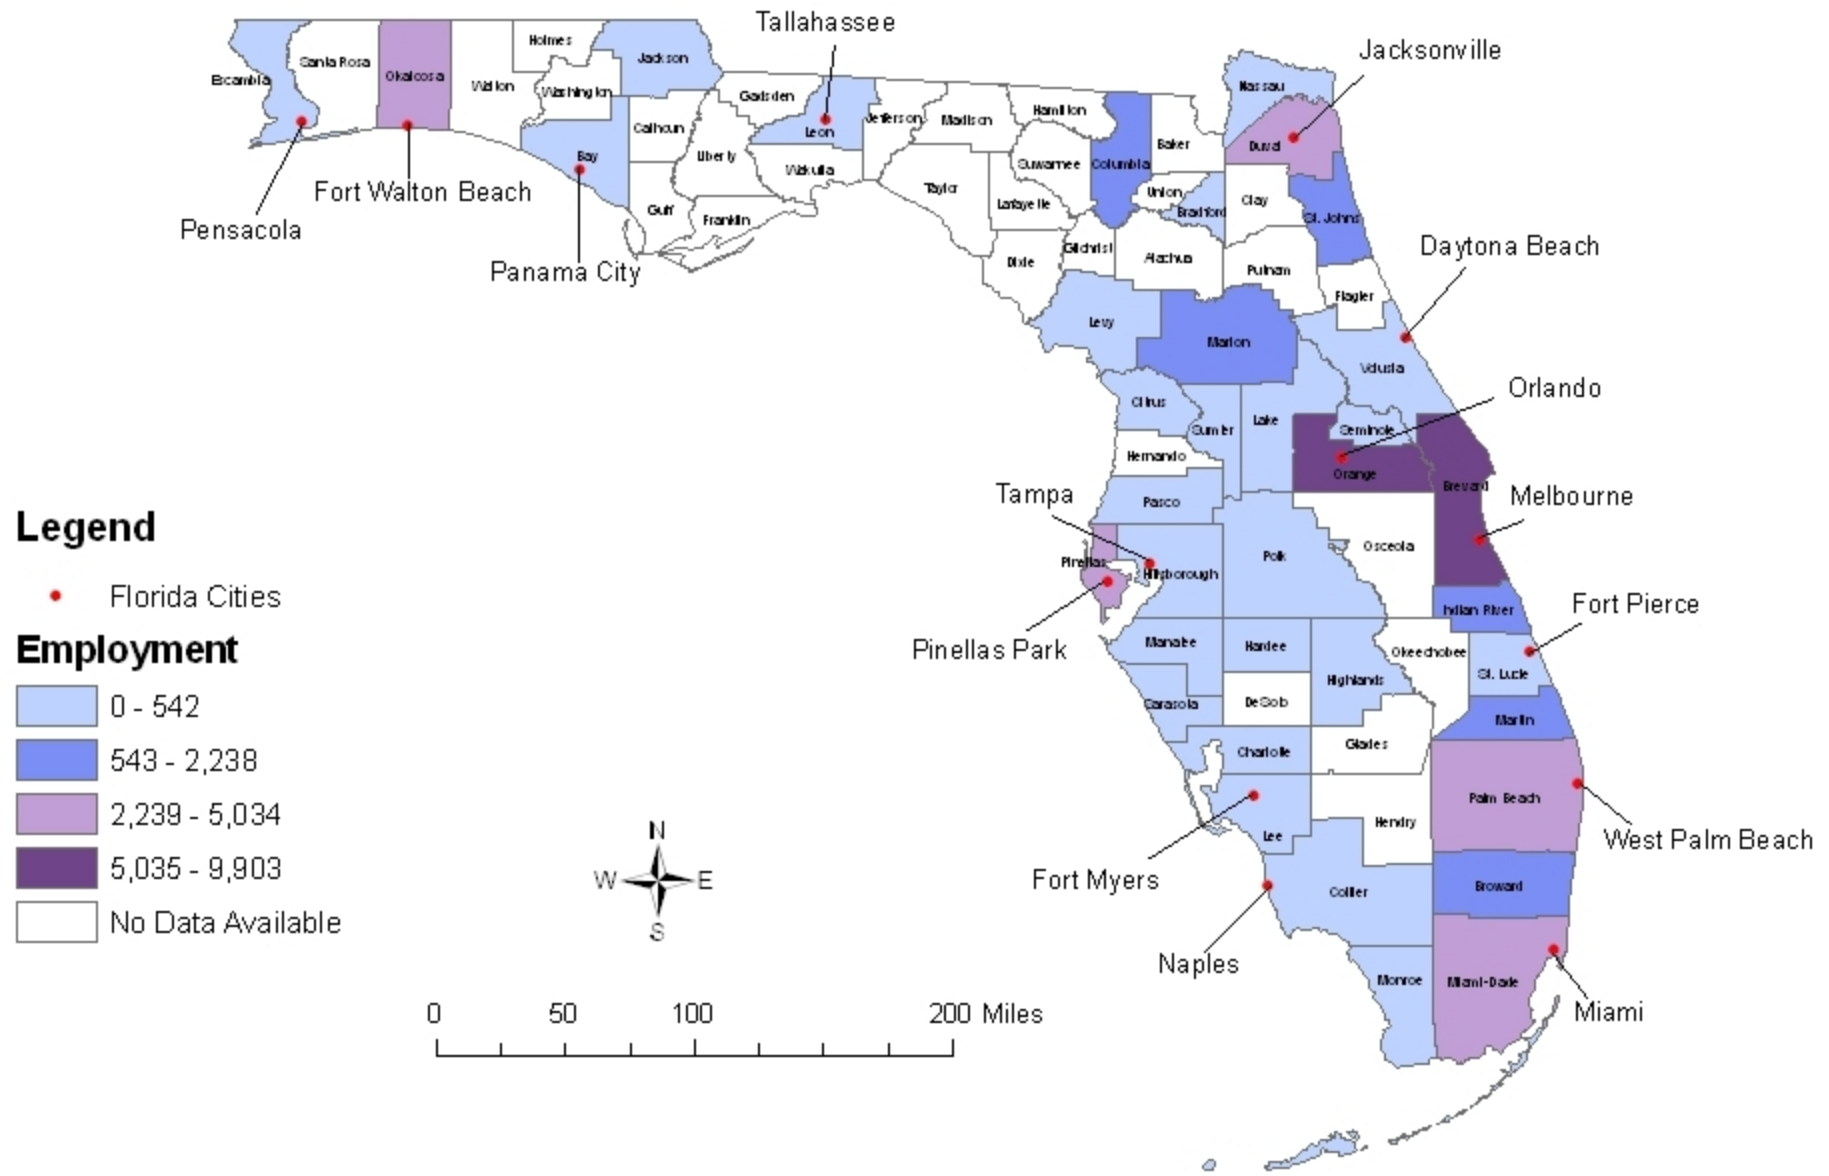 Tallahassee
Jacksonville
Holmes
Jackson
Santa Rosa
Okaloosa
Escambia
Walton
Washington
Nassau
Gadsden
Leon
Jefferson
Madison
Hamilton
Baker
Duval
Calhoun
Liberty
Bay
Wakulla
Suwannee
Columbia
Fort Walton Beach
Taylor
Lafayette
Union
Bradford
Clay
St. Johns
Gulf
Franklin
Pensacola
Panama City
Dixie
Gilchrist
Alachua
Putnam
Daytona Beach
Flagler
Levy
Marion
Volusia
Orlando
Citrus
Sumter
Lake
Seminole
Hernando
Orange
Brevard
Melbourne
Tampa
Pasco
Legend
Osceola
Polk
Pinellas
Hillsborough
Florida Cities
Indian River
Fort Pierce
Pinellas Park
Manatee
Hardee
Okeechobee
Employment
Highlands
St. Lucie
0 - 542
Sarasota
DeSoto
Martin
543 - 2,238
Charlotte
Glades
2,239 - 5,034
Palm Beach
Hendry
Lee
West Palm Beach
5,035 - 9,903
Fort Myers
Broward
Collier
N
W E
S
No Data Available
Naples
Monroe
Miami-Dade
Miami
0 50 100 200 Miles